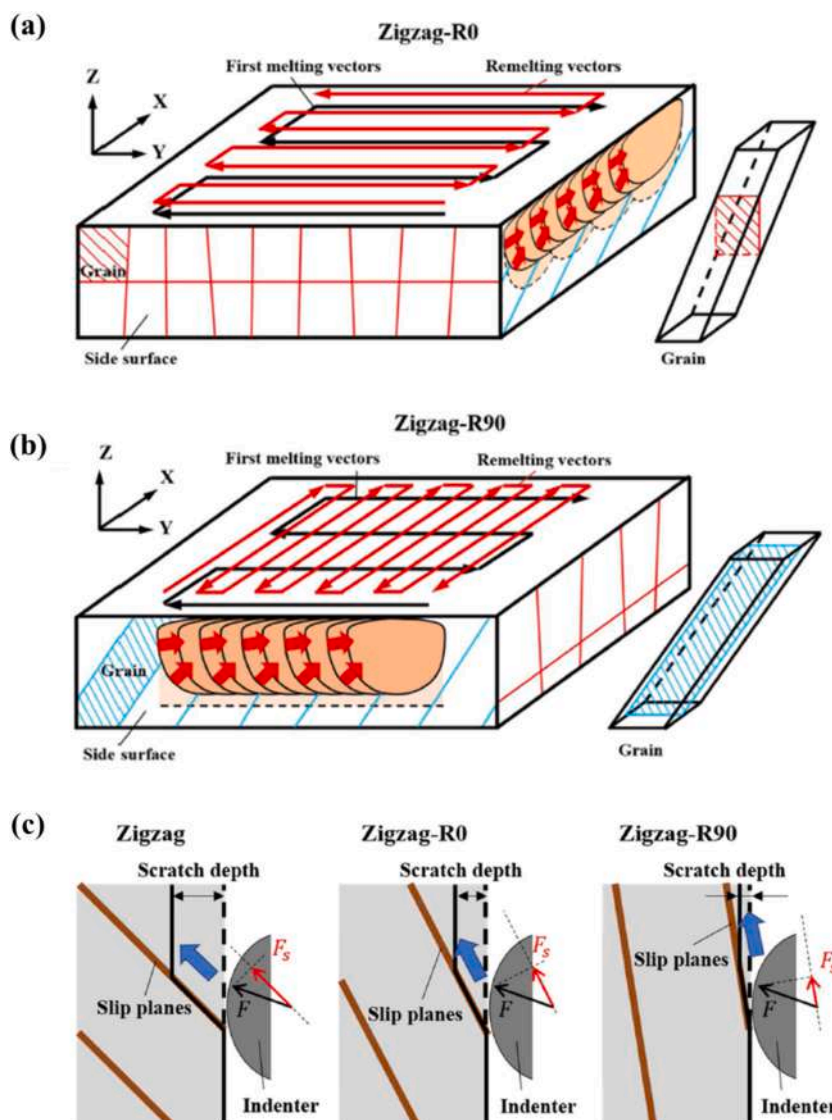 (a)
Zigzag-R0
First melting vectors
Remelting vectors
Z
X
Y
Grain
Side surface
Grain
(b)
Zigzag-R90
First melting vectors
Remelting vectors
Z
X
Y
Grain
Side surface
Grain
(c)
Zigzag
Zigzag-R0
Zigzag-R90
Scratch depth
Scratch depth
Scratch depth
Fs
F
Slip planes
Indenter
Fs
F
Slip planes
Indenter
Slip planes
Fs
F
Indenter